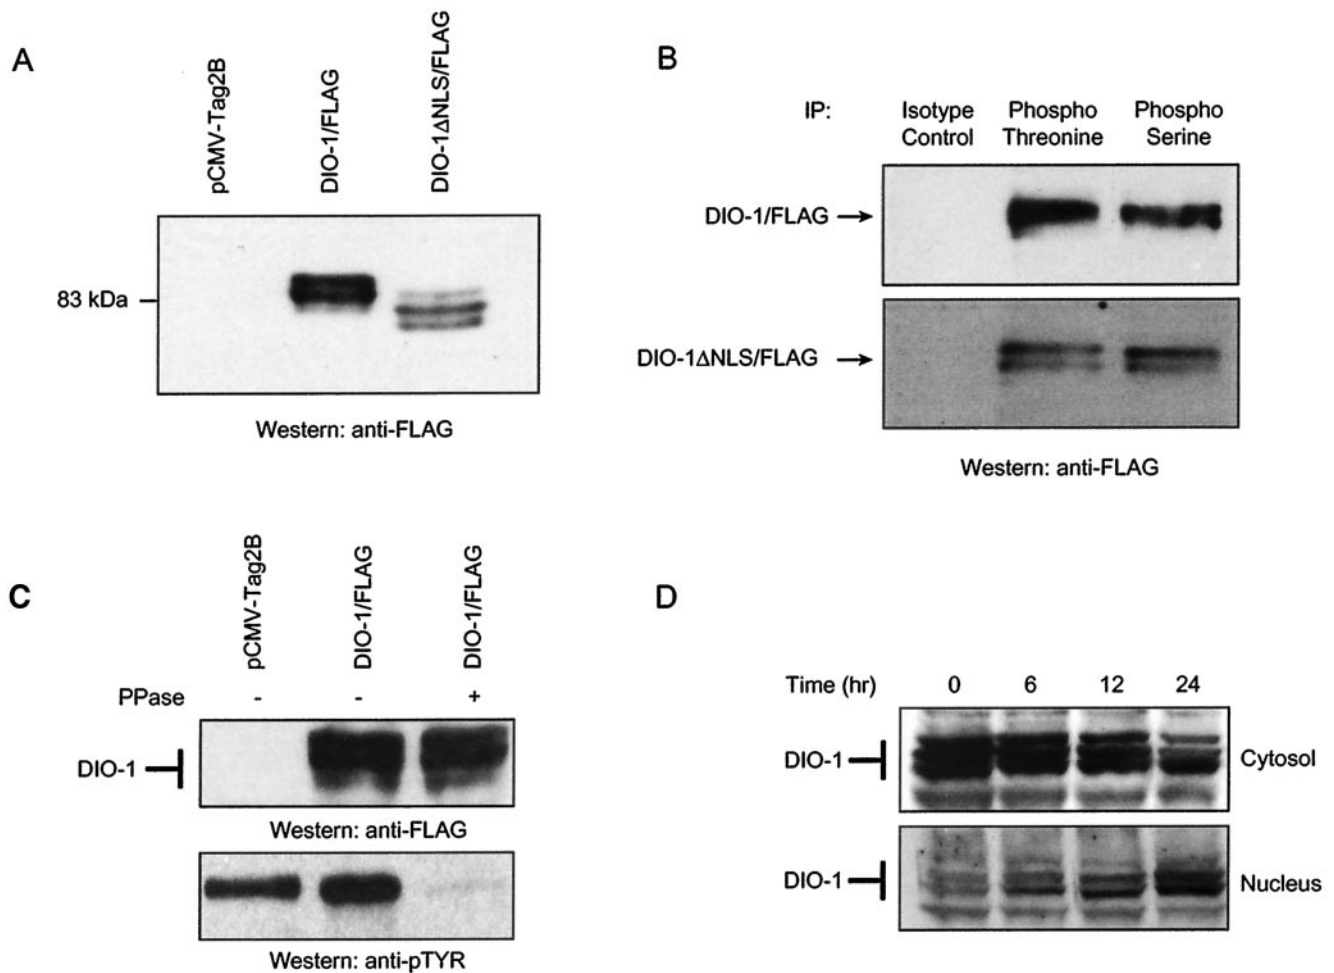 A
pCMV-Tag2B
DIO-1/FLAG
DIO-1ΔNLS/FLAG
83 kDa
Western: anti-FLAG
B
IP:
Isotype Control
Phospho Threonine
Phospho Serine
DIO-1/FLAG
DIO-1ΔNLS/FLAG
Western: anti-FLAG
C
pCMV-Tag2B
DIO-1/FLAG
DIO-1/FLAG
PPase - - +
DIO-1
Western: anti-FLAG
Western: anti-pTYR
D
Time (hr) 0 6 12 24
DIO-1 Cytosol
DIO-1 Nucleus